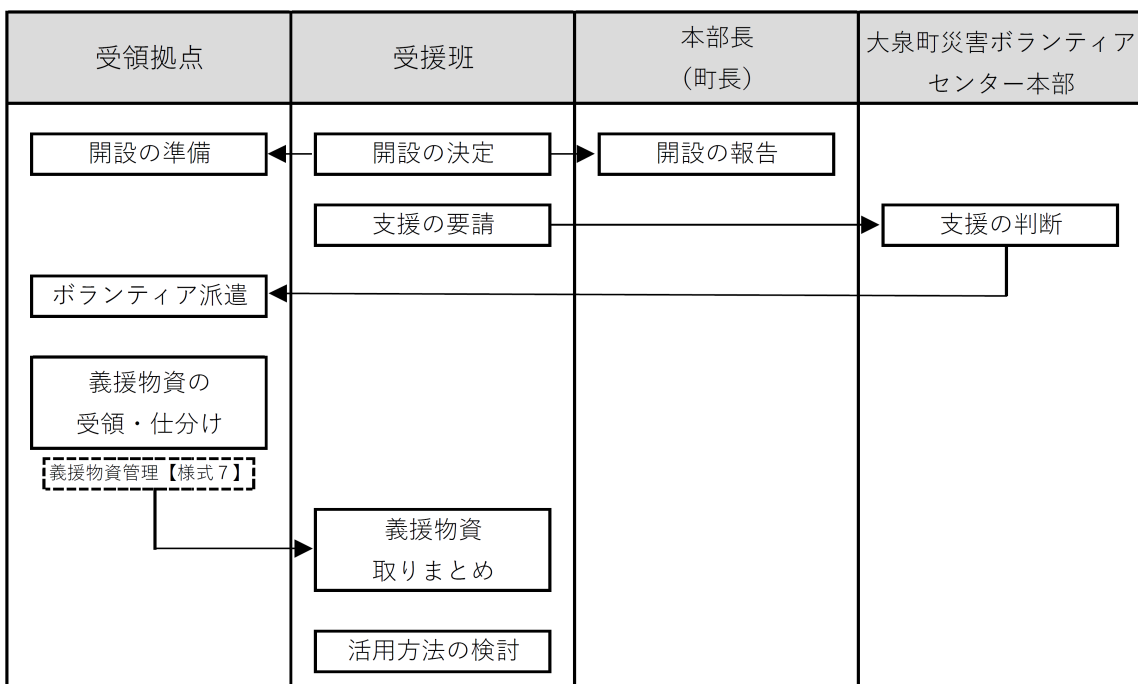 受領拠点
受援班
本部長
（町長）
大泉町災害ボランティア
センター本部
開設の準備
開設の決定
開設の報告
支援の要請
支援の判断
ボランティア派遣
義援物資の
受領・仕分け
義援物資管理【様式７】
義援物資
取りまとめ
活用方法の検討